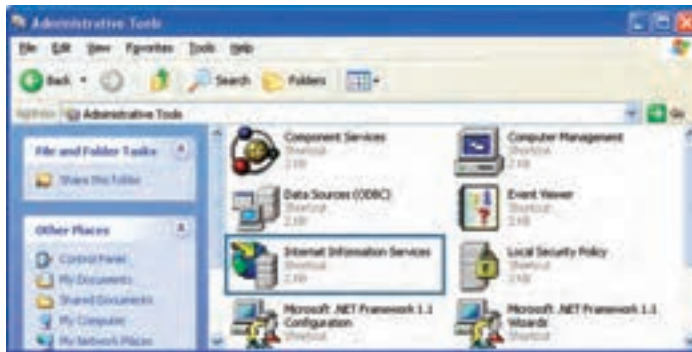 Administrative Tools
File Edit View Favorites Tools Help
Back Search Folders
Address Administrative Tools Go
File and Folder Tasks
Share this folder
Other Places
Control Panel
My Documents
Shared Documents
My Computer
My Network Places
Component Services
Shortcut
2 KB
Computer Management
Shortcut
2 KB
Data Sources (ODBC)
Shortcut
2 KB
Event Viewer
Shortcut
2 KB
Internet Information Services
Shortcut
2 KB
Local Security Policy
Shortcut
2 KB
Microsoft .NET Framework 1.1
Configuration
Shortcut
Microsoft .NET Framework 1.1
Wizards
Shortcut